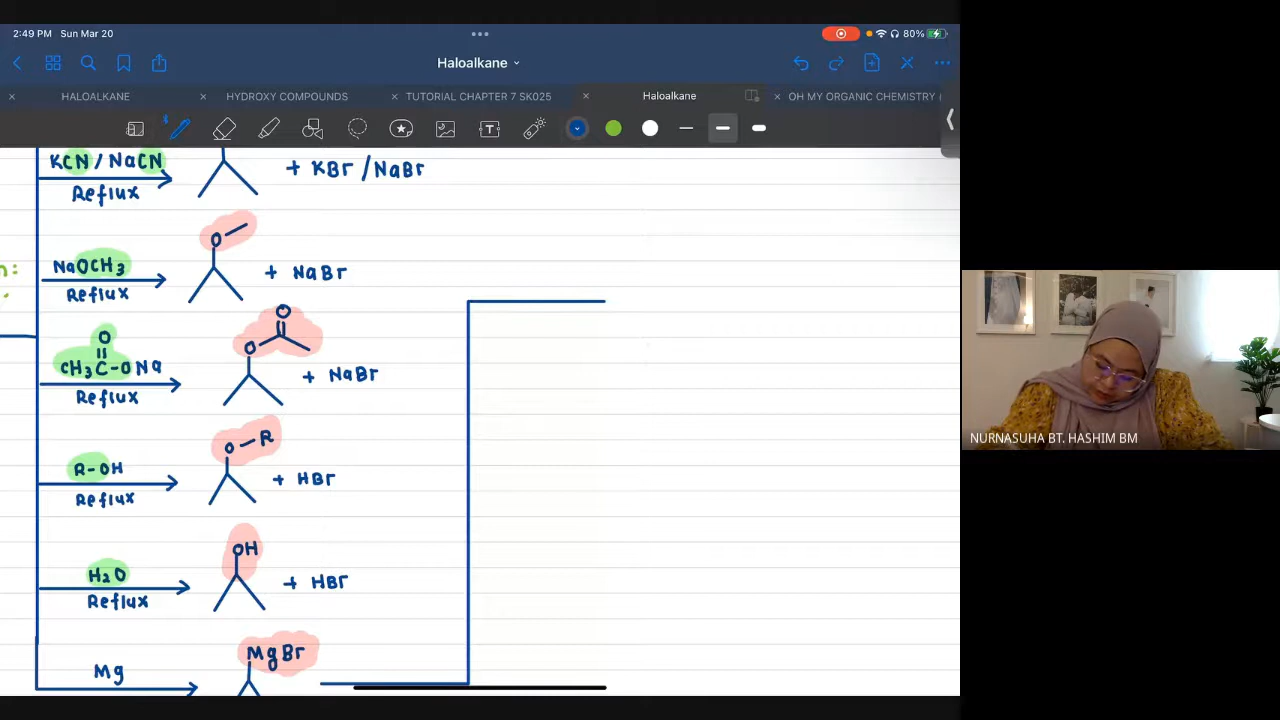 2:49 PM Sun Mar 20
80%
Haloalkane
HALOALKANE
HYDROXY COMPOUNDS
TUTORIAL CHAPTER 7 SK025
Haloalkane
OH MY ORGANIC CHEMISTRY (
KCN / NaCN
Reflux
+ KBr / NaBr
n:
NaOCH3
Reflux
O
+ NaBr
O
CH3C-ONa
Reflux
O
O
+ NaBr
R-OH
Reflux
O-R
+ HBr
H2O
Reflux
OH
+ HBr
Mg
MgBr
NURNASUHA BT. HASHIM BM